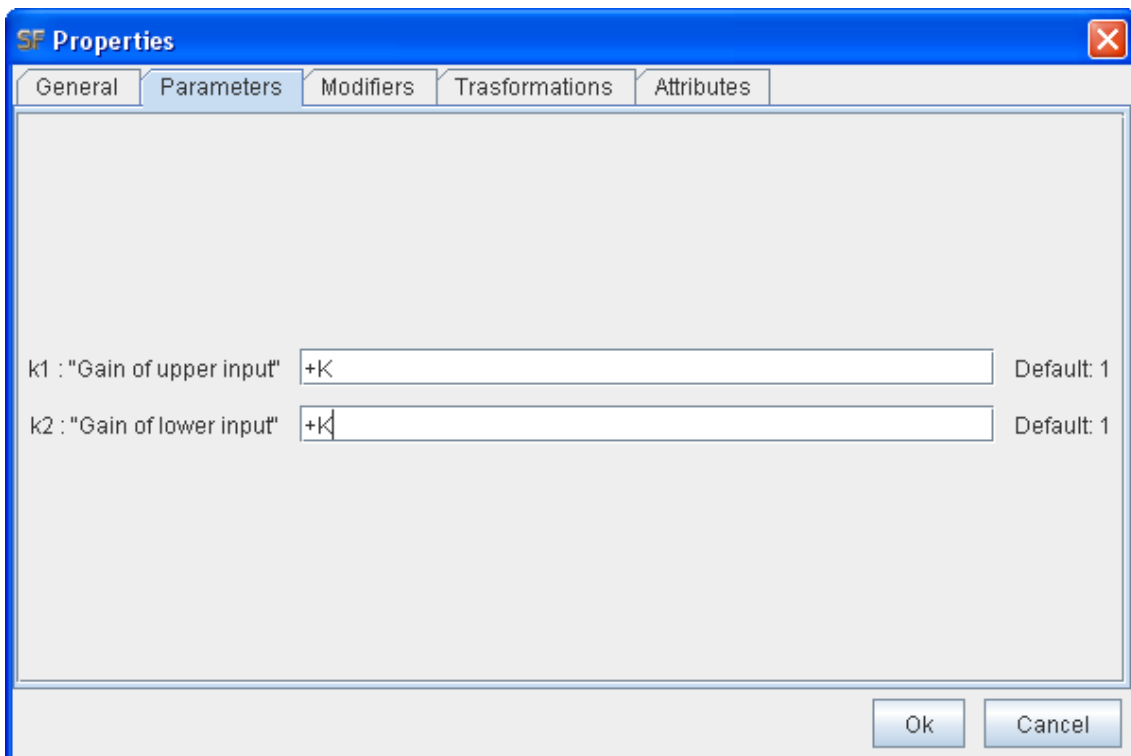 SF Properties
General Parameters Modifiers Trasformations Attributes
k1 : "Gain of upper input" +K Default: 1
k2 : "Gain of lower input" +K Default: 1
Ok Cancel